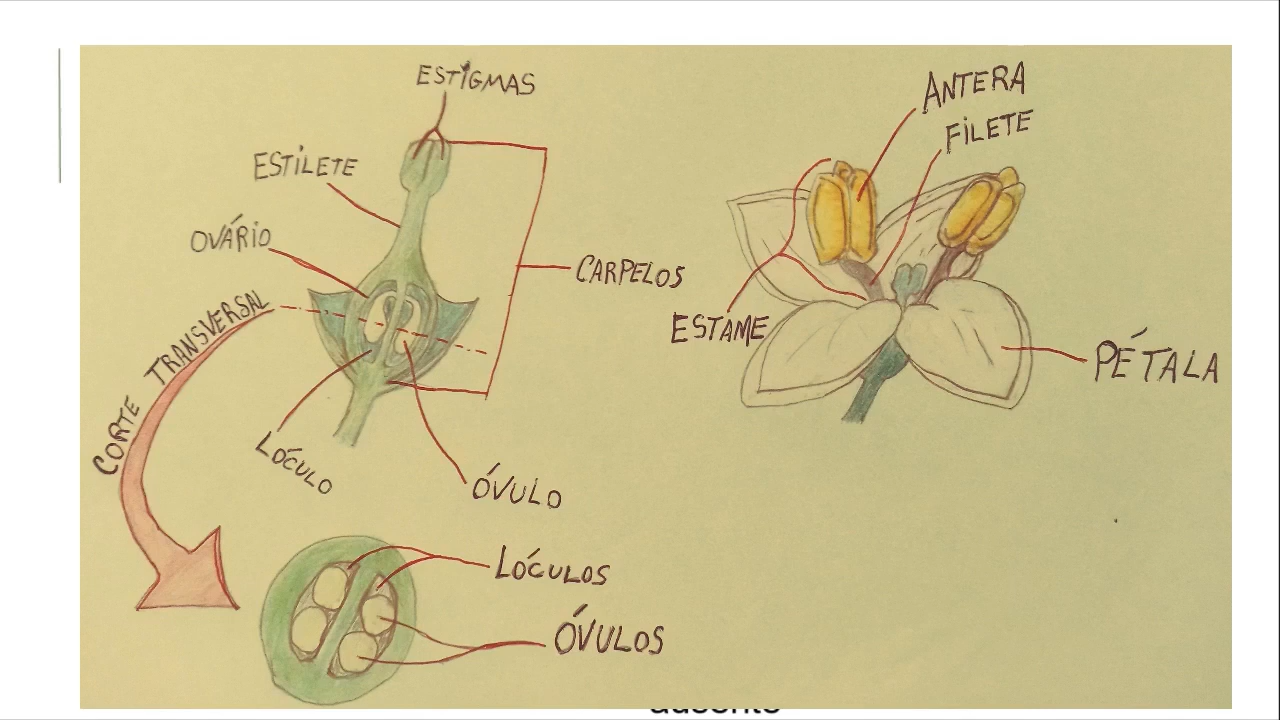 ESTIGMAS
ESTILETE
OVÁRIO
CARPELOS
CORTE TRANSVERSAL
LÓCULO
ÓVULO
LÓCULOS
ÓVULOS
ANTERA
FILETE
ESTAME
PÉTALA